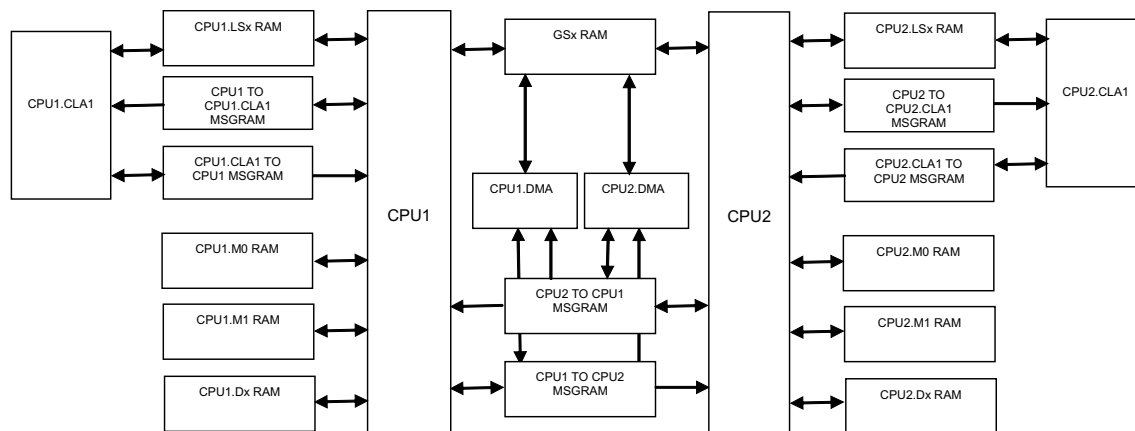 CPU1.CLA1
CPU1.LSx RAM
CPU1 TO
CPU1.CLA1
MSGRAM
CPU1.CLA1 TO
CPU1 MSGRAM
CPU1.M0 RAM
CPU1.M1 RAM
CPU1.Dx RAM
CPU1
GSx RAM
CPU1.DMA
CPU2.DMA
CPU2 TO CPU1
MSGRAM
CPU1 TO CPU2
MSGRAM
CPU2
CPU2.LSx RAM
CPU2 TO
CPU2.CLA1
MSGRAM
CPU2.CLA1 TO
CPU2 MSGRAM
CPU2.M0 RAM
CPU2.M1 RAM
CPU2.Dx RAM
CPU2.CLA1